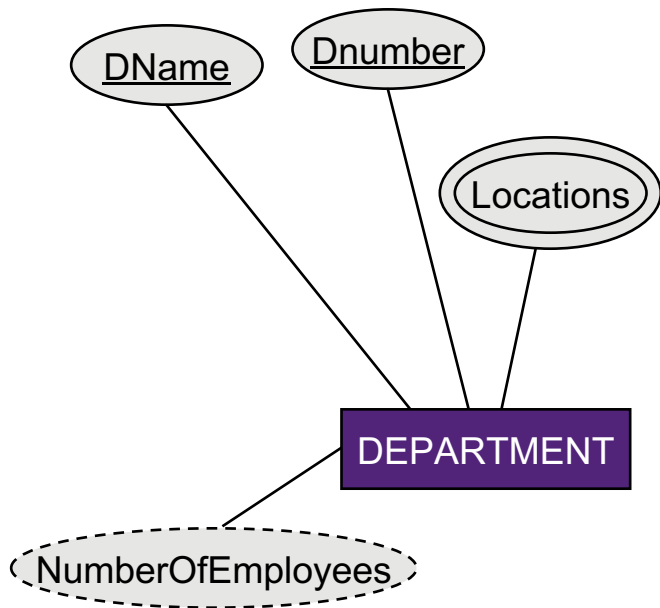 Dnumber
DName
Locations
DEPARTMENT
NumberOfEmployees